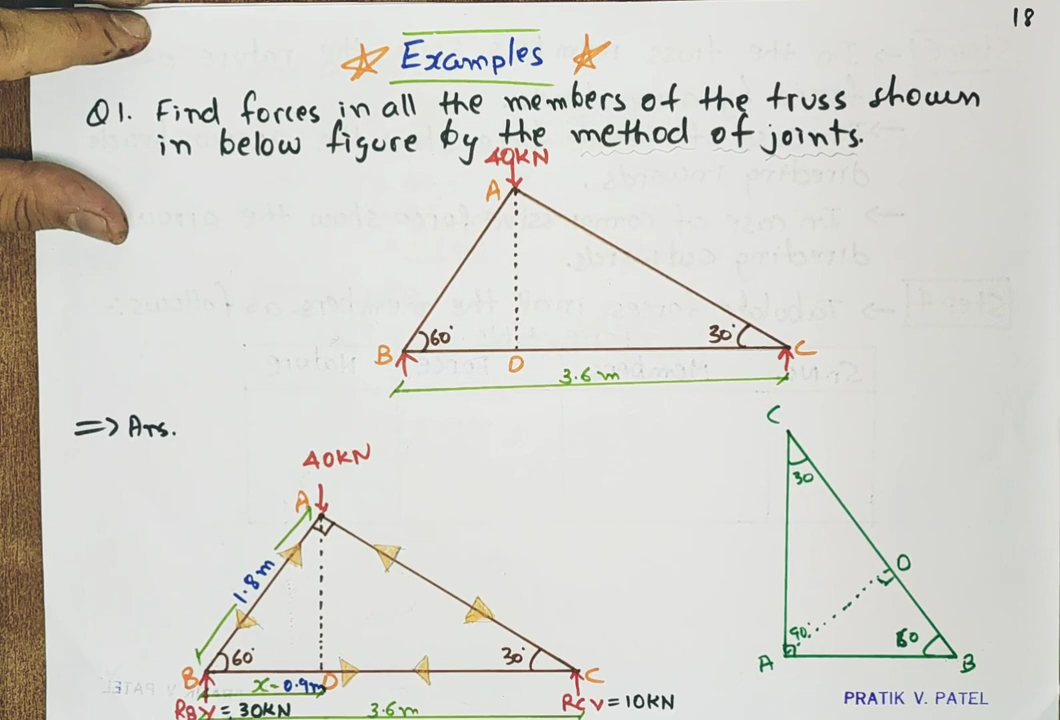 18
Examples
Q1. Find forces in all the members of the truss shown
in below figure by the method of joints.
40KN
A
60°
30°
B
D
C
3.6 m
=> Ans.
40KN
A
1.8m
60°
30°
B
x-0.9m
D
C
RBV = 30KN
3.6 m
RCV = 10KN
C
30
D
90°
60
A
B
PRATIK V. PATEL